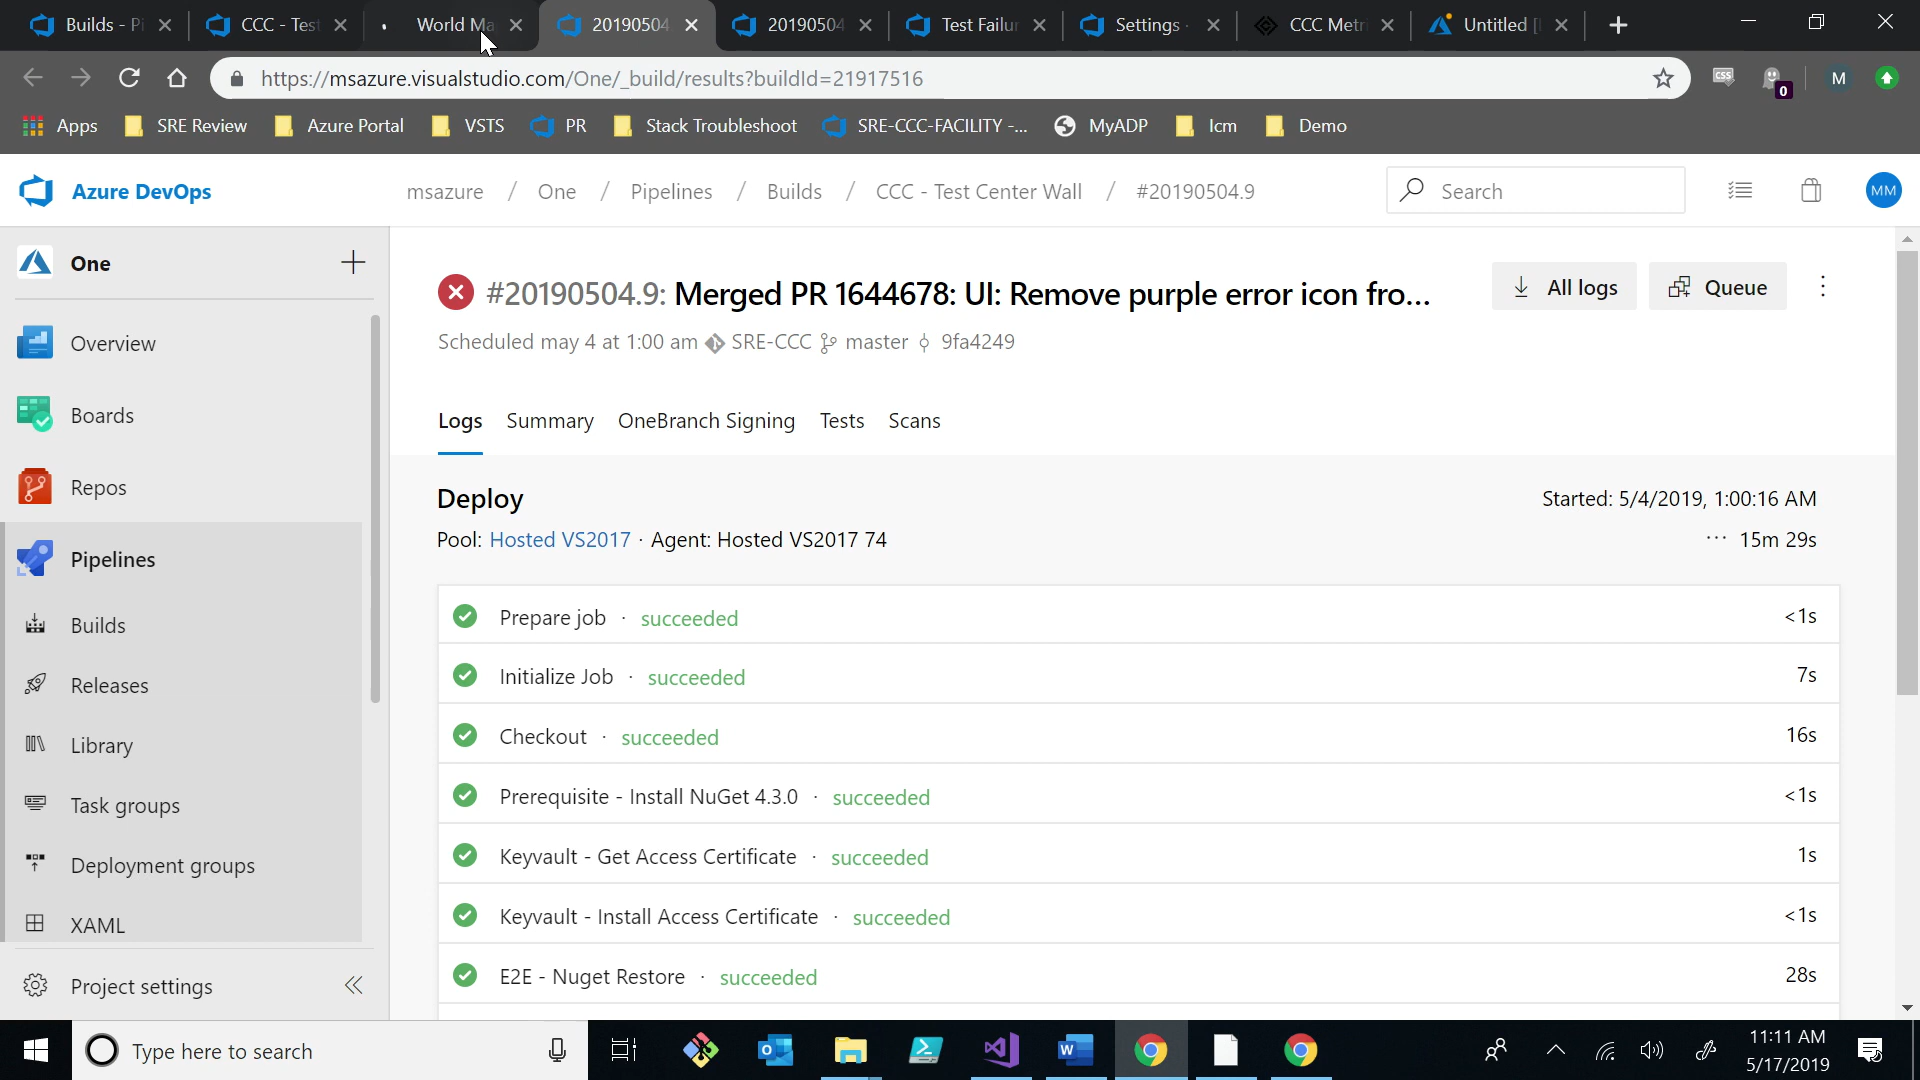 Builds - Pi
CCC - Test
World Ma
20190504
20190504
Test Failur
Settings -
CCC Metri
Untitled
https://msazure.visualstudio.com/One/_build/results?buildId=21917516
CSS
0
M
Apps
SRE Review
Azure Portal
VSTS
PR
Stack Troubleshoot
SRE-CCC-FACILITY -...
MyADP
Icm
Demo
Azure DevOps
msazure / One / Pipelines / Builds / CCC - Test Center Wall / #20190504.9
Search
MM
One
Overview
Boards
Repos
Pipelines
Builds
Releases
Library
Task groups
Deployment groups
XAML
Project settings
#20190504.9: Merged PR 1644678: UI: Remove purple error icon fro...
All logs
Queue
Scheduled may 4 at 1:00 am SRE-CCC master 9fa4249
Logs Summary OneBranch Signing Tests Scans
Deploy
Started: 5/4/2019, 1:00:16 AM
Pool: Hosted VS2017 · Agent: Hosted VS2017 74
··· 15m 29s
Prepare job · succeeded <1s
Initialize Job · succeeded 7s
Checkout · succeeded 16s
Prerequisite - Install NuGet 4.3.0 · succeeded <1s
Keyvault - Get Access Certificate · succeeded 1s
Keyvault - Install Access Certificate · succeeded <1s
E2E - Nuget Restore · succeeded 28s
Type here to search
11:11 AM
5/17/2019